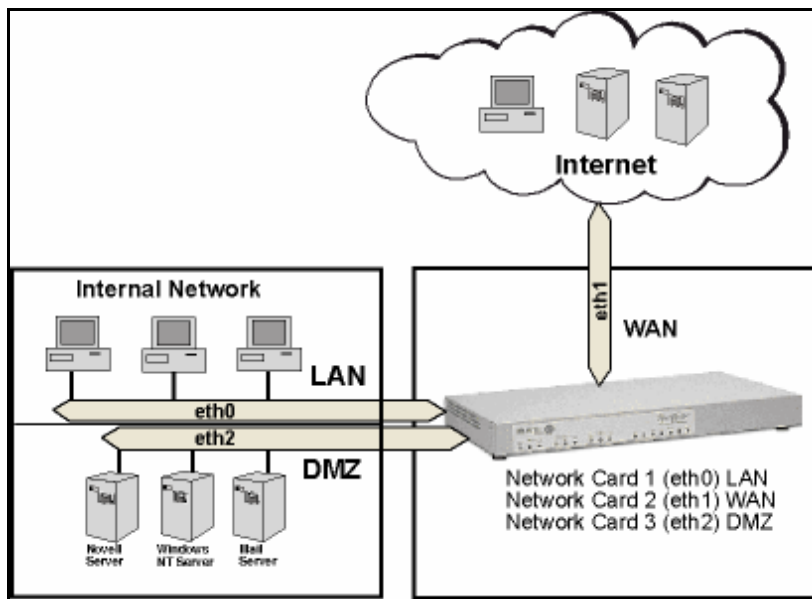 Internet
eth1
WAN
Internal Network
LAN
eth0
eth2
DMZ
Novell
Server
Windows
NT Server
Mail
Server
Network Card 1 (eth0) LAN
Network Card 2 (eth1) WAN
Network Card 3 (eth2) DMZ